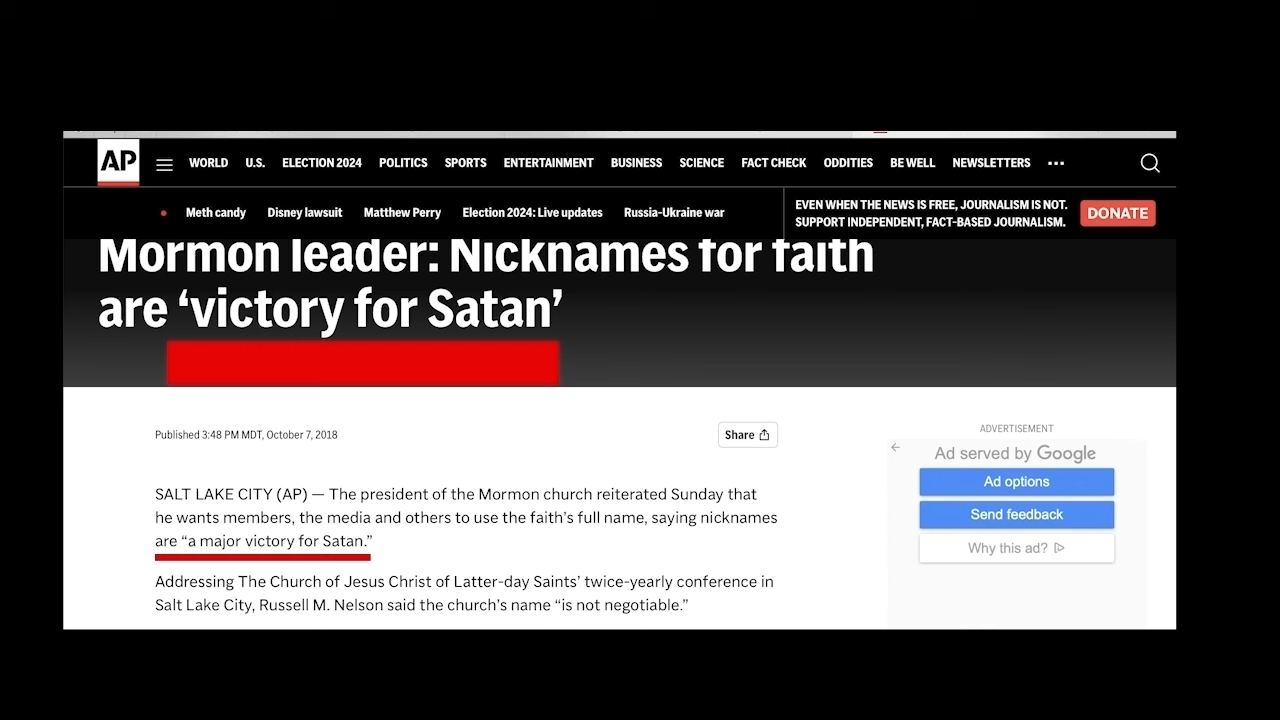 AP
WORLD U.S. ELECTION 2024 POLITICS SPORTS ENTERTAINMENT BUSINESS SCIENCE FACT CHECK ODDITIES BE WELL NEWSLETTERS ...
Meth candy Disney lawsuit Matthew Perry Election 2024: Live updates Russia-Ukraine war
EVEN WHEN THE NEWS IS FREE, JOURNALISM IS NOT.
SUPPORT INDEPENDENT, FACT-BASED JOURNALISM.
DONATE
Mormon leader: Nicknames for faith
are ‘victory for Satan’
Published 3:48 PM MDT, October 7, 2018
Share
SALT LAKE CITY (AP) — The president of the Mormon church reiterated Sunday that
he wants members, the media and others to use the faith’s full name, saying nicknames
are “a major victory for Satan.”
Addressing The Church of Jesus Christ of Latter-day Saints’ twice-yearly conference in
Salt Lake City, Russell M. Nelson said the church’s name “is not negotiable.”
ADVERTISEMENT
Ad served by Google
Ad options
Send feedback
Why this ad?